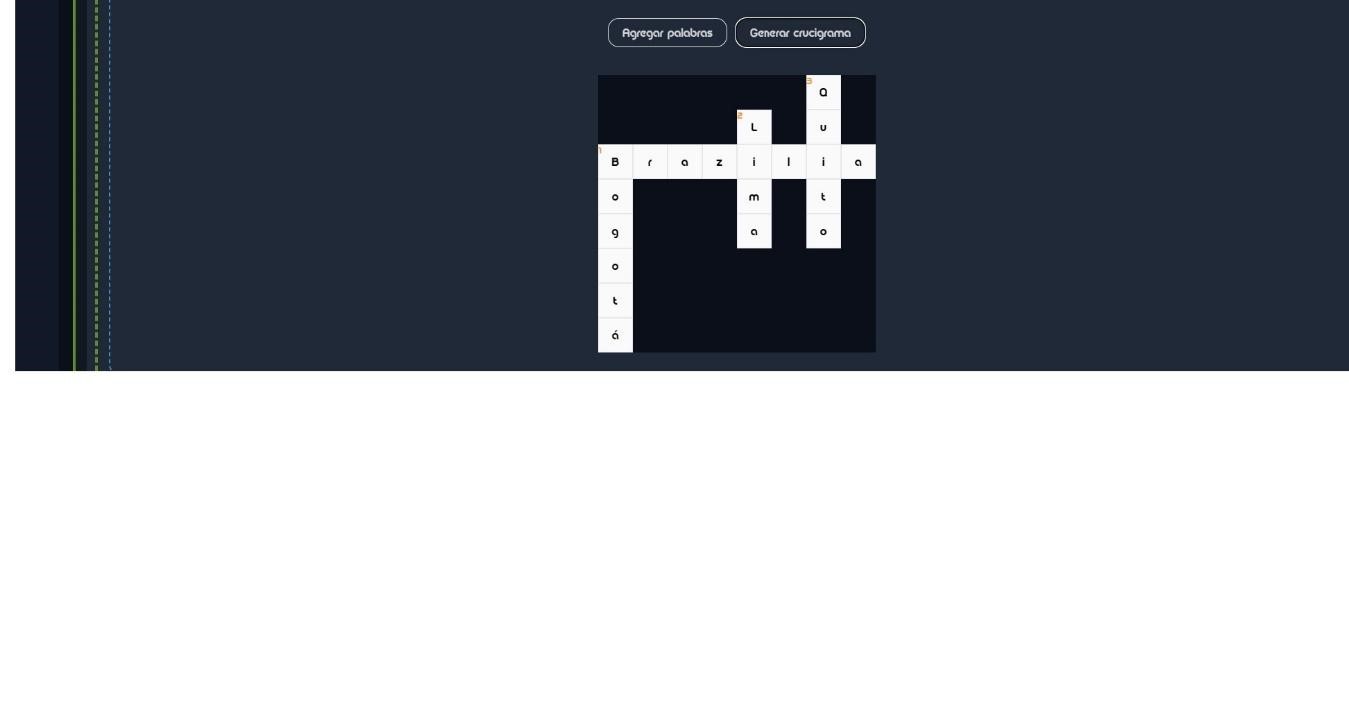 Agregar palabras Generar crucigrama
3 Q
2 L u
1 B r a z i l i a
o m t
g a o
o
t
á